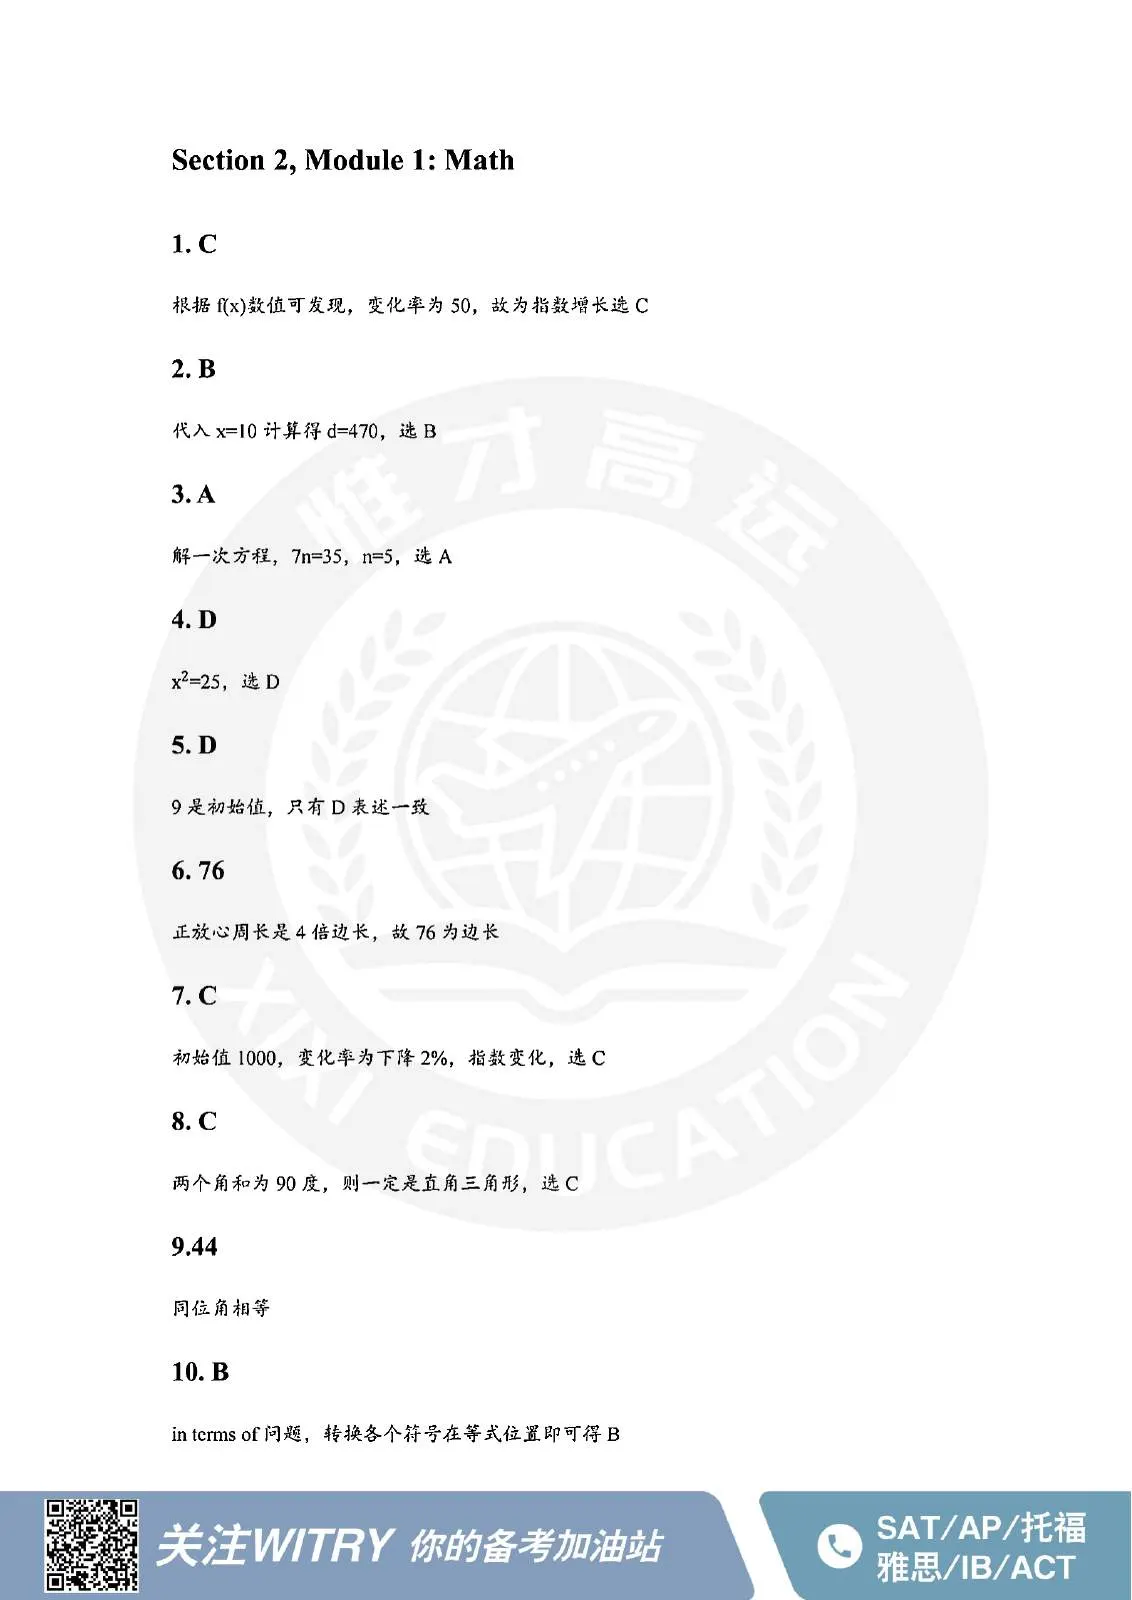 Section 2, Module 1: Math
1. C
根据 f(x)数值可发现，变化率为 50，故为指数增长选 C
2. B
代入 x=10 计算得 d=470，选 B
3. A
解一次方程，7n=35，n=5，选 A
4. D
x²=25，选 D
5. D
9 是初始值，只有 D 表述一致
6. 76
正放心周长是 4 倍边长，故 76 为边长
7. C
初始值 1000，变化率为下降 2%，指数变化，选 C
8. C
两个角和为 90 度，则一定是直角三角形，选 C
9.44
同位角相等
10. B
in terms of 问题，转换各个符号在等式位置即可得 B
惟才高远
XIXI EDUCATION
关注WITRY 你的备考加油站
SAT/AP/托福
雅思/IB/ACT